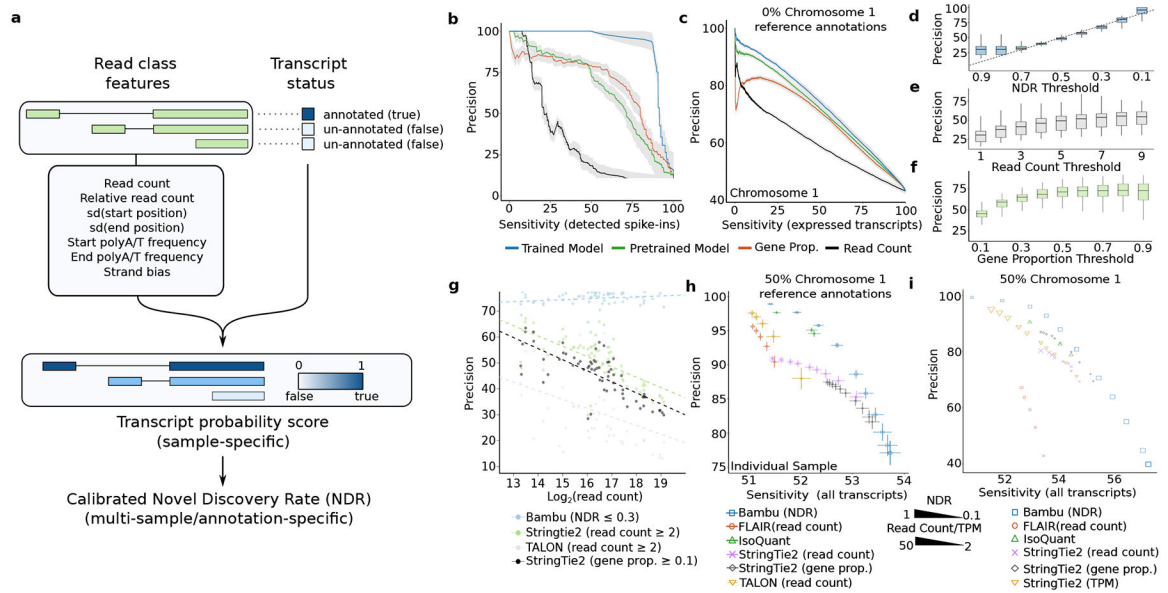 a
Read class
features
Transcript
status
annotated (true)
un-annotated (false)
un-annotated (false)
Read count
Relative read count
sd(start position)
sd(end position)
Start polyA/T frequency
End polyA/T frequency
Strand bias
0 1
false true
Transcript probability score
(sample-specific)
Calibrated Novel Discovery Rate (NDR)
(multi-sample/annotation-specific)
b
Precision
100
75
50
25
0
0 25 50 75 100
Sensitivity (detected spike-ins)
c
0% Chromosome 1
reference annotations
Precision
100
80
60
40
Chromosome 1
0 25 50 75 100
Sensitivity (expressed transcripts)
Trained Model
Pretrained Model
Gene Prop.
Read Count
d
Precision
100
75
50
25
0.9 0.7 0.5 0.3 0.1
NDR Threshold
e
Precision
75
50
25
1 3 5 7 9
Read Count Threshold
f
Precision
75
50
25
0.1 0.3 0.5 0.7 0.9
Gene Proportion Threshold
g
Precision
70
60
50
40
30
20
10
13 14 15 16 17 18 19
Log2(read count)
Bambu (NDR ≤ 0.3)
Stringtie2 (read count ≥ 2)
TALON (read count ≥ 2)
StringTie2 (gene prop. ≥ 0.1)
h
50% Chromosome 1
reference annotations
Precision
100
95
90
85
80
75
Individual Sample
51 52 53 54
Sensitivity (all transcripts)
Bambu (NDR)
FLAIR(read count)
IsoQuant
StringTie2 (read count)
StringTie2 (gene prop.)
TALON (read count)
NDR
1 0.1
Read Count/TPM
50 2
i
50% Chromosome 1
Precision
100
80
60
40
52 54 56
Sensitivity (all transcripts)
Bambu (NDR)
FLAIR(read count)
IsoQuant
StringTie2 (read count)
StringTie2 (gene prop.)
StringTie2 (TPM)